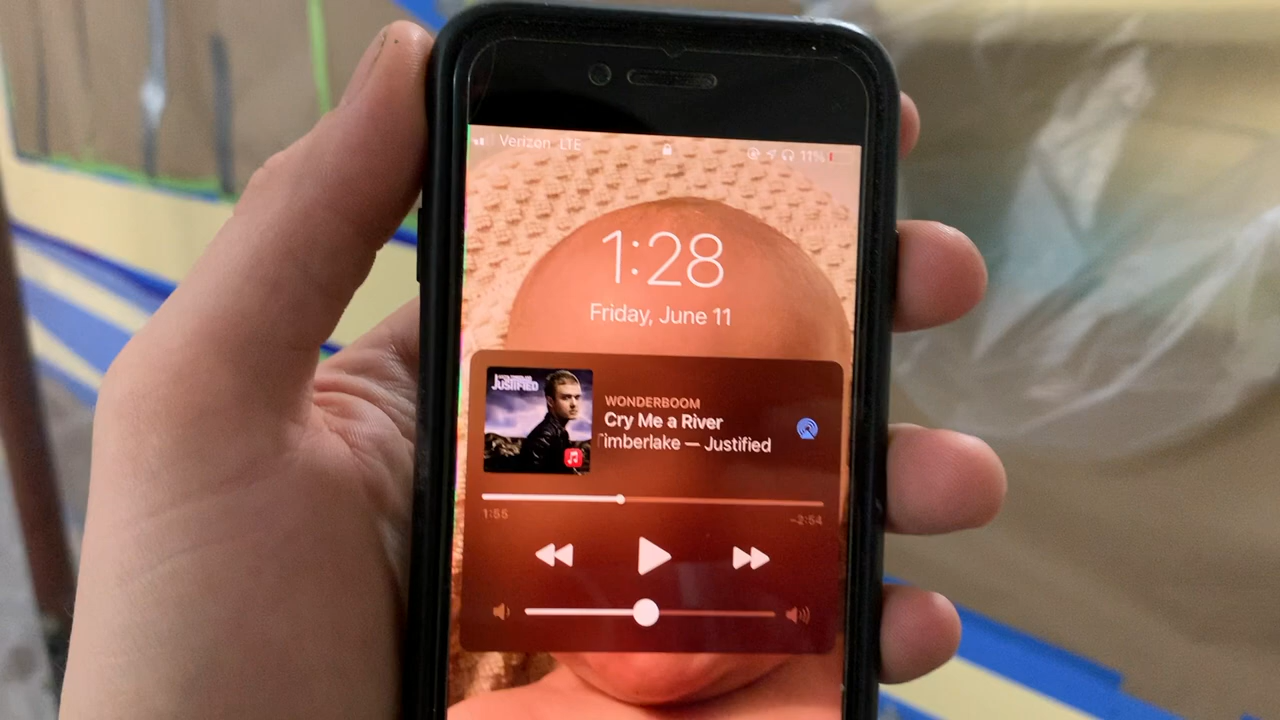 Verizon LTE
11%
1:28
Friday, June 11
JUSTIFIED
WONDERBOOM
Cry Me a River
imberlake — Justified
1:55
-2:54